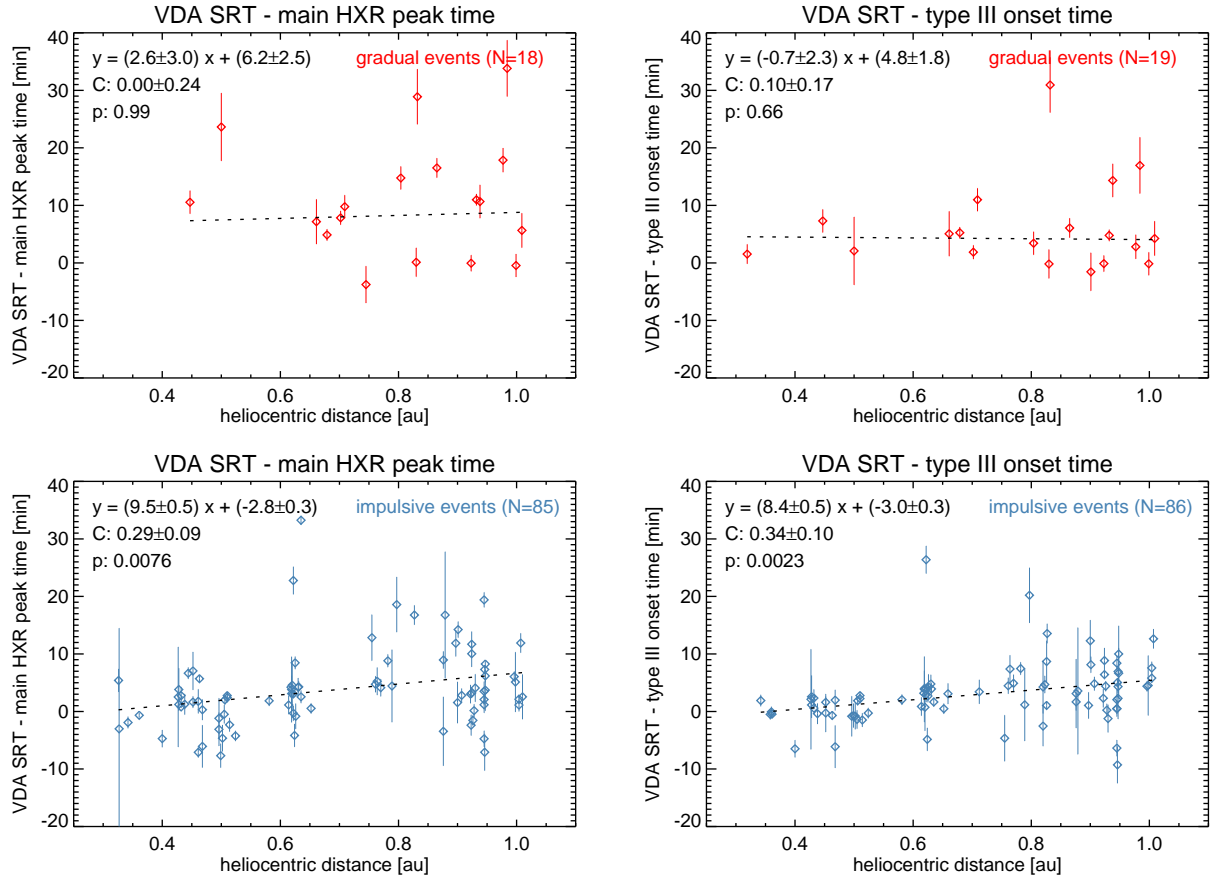 VDA SRT - main HXR peak time
VDA SRT - main HXR peak time [min]
40
30
20
10
0
-10
-20
y = (2.6±3.0) x + (6.2±2.5)
gradual events (N=18)
C: 0.00±0.24
p: 0.99
0.4 0.6 0.8 1.0
heliocentric distance [au]
VDA SRT - type III onset time
VDA SRT - type III onset time [min]
40
30
20
10
0
-10
-20
y = (-0.7±2.3) x + (4.8±1.8)
gradual events (N=19)
C: 0.10±0.17
p: 0.66
0.4 0.6 0.8 1.0
heliocentric distance [au]
VDA SRT - main HXR peak time
VDA SRT - main HXR peak time [min]
40
30
20
10
0
-10
-20
y = (9.5±0.5) x + (-2.8±0.3)
impulsive events (N=85)
C: 0.29±0.09
p: 0.0076
0.4 0.6 0.8 1.0
heliocentric distance [au]
VDA SRT - type III onset time
VDA SRT - type III onset time [min]
40
30
20
10
0
-10
-20
y = (8.4±0.5) x + (-3.0±0.3)
impulsive events (N=86)
C: 0.34±0.10
p: 0.0023
0.4 0.6 0.8 1.0
heliocentric distance [au]